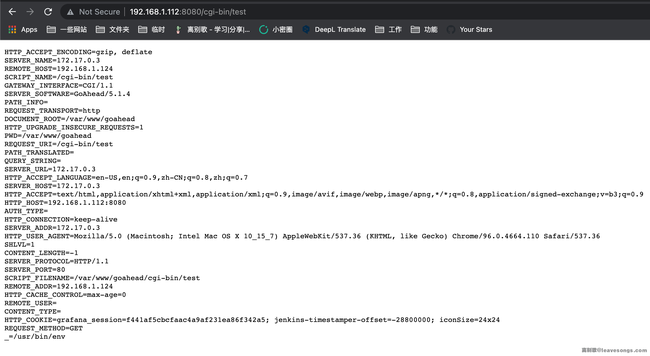 Not Secure | 192.168.1.112:8080/cgi-bin/test
Apps 一些网站 文件夹 临时 离别歌 - 学习|分享|... 小密圈 DeepL Translate 工作 功能 Your Stars
HTTP_ACCEPT_ENCODING=gzip, deflate
SERVER_NAME=172.17.0.3
REMOTE_HOST=192.168.1.124
SCRIPT_NAME=/cgi-bin/test
GATEWAY_INTERFACE=CGI/1.1
SERVER_SOFTWARE=GoAhead/5.1.4
PATH_INFO=
REQUEST_TRANSPORT=http
DOCUMENT_ROOT=/var/www/goahead
HTTP_UPGRADE_INSECURE_REQUESTS=1
PWD=/var/www/goahead
REQUEST_URI=/cgi-bin/test
PATH_TRANSLATED=
QUERY_STRING=
SERVER_URL=172.17.0.3
HTTP_ACCEPT_LANGUAGE=en-US,en;q=0.9,zh-CN;q=0.8,zh;q=0.7
SERVER_HOST=172.17.0.3
HTTP_ACCEPT=text/html,application/xhtml+xml,application/xml;q=0.9,image/avif,image/webp,image/apng,*/*;q=0.8,application/signed-exchange;v=b3;q=0.9
HTTP_HOST=192.168.1.112:8080
AUTH_TYPE=
HTTP_CONNECTION=keep-alive
SERVER_ADDR=172.17.0.3
HTTP_USER_AGENT=Mozilla/5.0 (Macintosh; Intel Mac OS X 10_15_7) AppleWebKit/537.36 (KHTML, like Gecko) Chrome/96.0.4664.110 Safari/537.36
SHLVL=1
CONTENT_LENGTH=-1
SERVER_PROTOCOL=HTTP/1.1
SERVER_PORT=80
SCRIPT_FILENAME=/var/www/goahead/cgi-bin/test
REMOTE_ADDR=192.168.1.124
HTTP_CACHE_CONTROL=max-age=0
REMOTE_USER=
CONTENT_TYPE=
HTTP_COOKIE=grafana_session=f441af5cbcfaac4a9af231ea86f342a5; jenkins-timestamper-offset=-28800000; iconSize=24x24
REQUEST_METHOD=GET
_=/usr/bin/env
离别歌@leavesongs.com